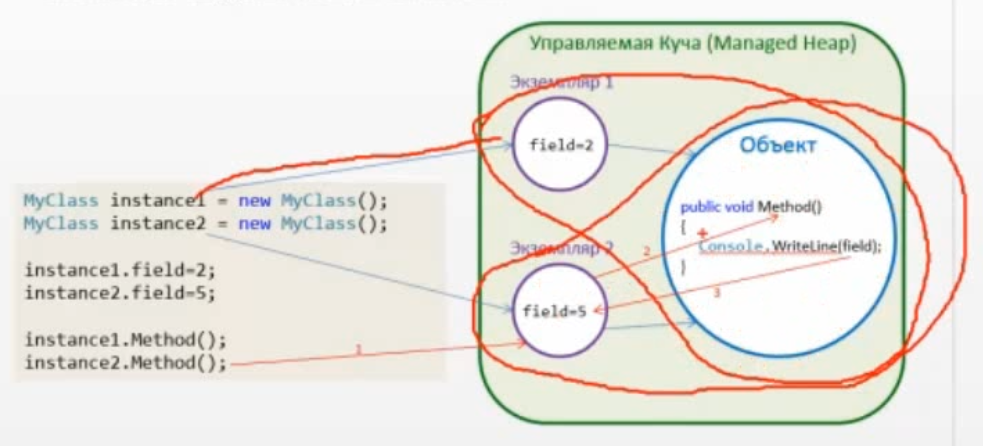 Управляемая Куча (Managed Heap)
Экземпляр 1
field=2
Объект
MyClass instance1 = new MyClass();
MyClass instance2 = new MyClass();
instance1.field=2;
instance2.field=5;
instance1.Method();
instance2.Method();
1
public void Method()
{
Console.WriteLine(field);
}
Экземпляр 2
field=5
2
3